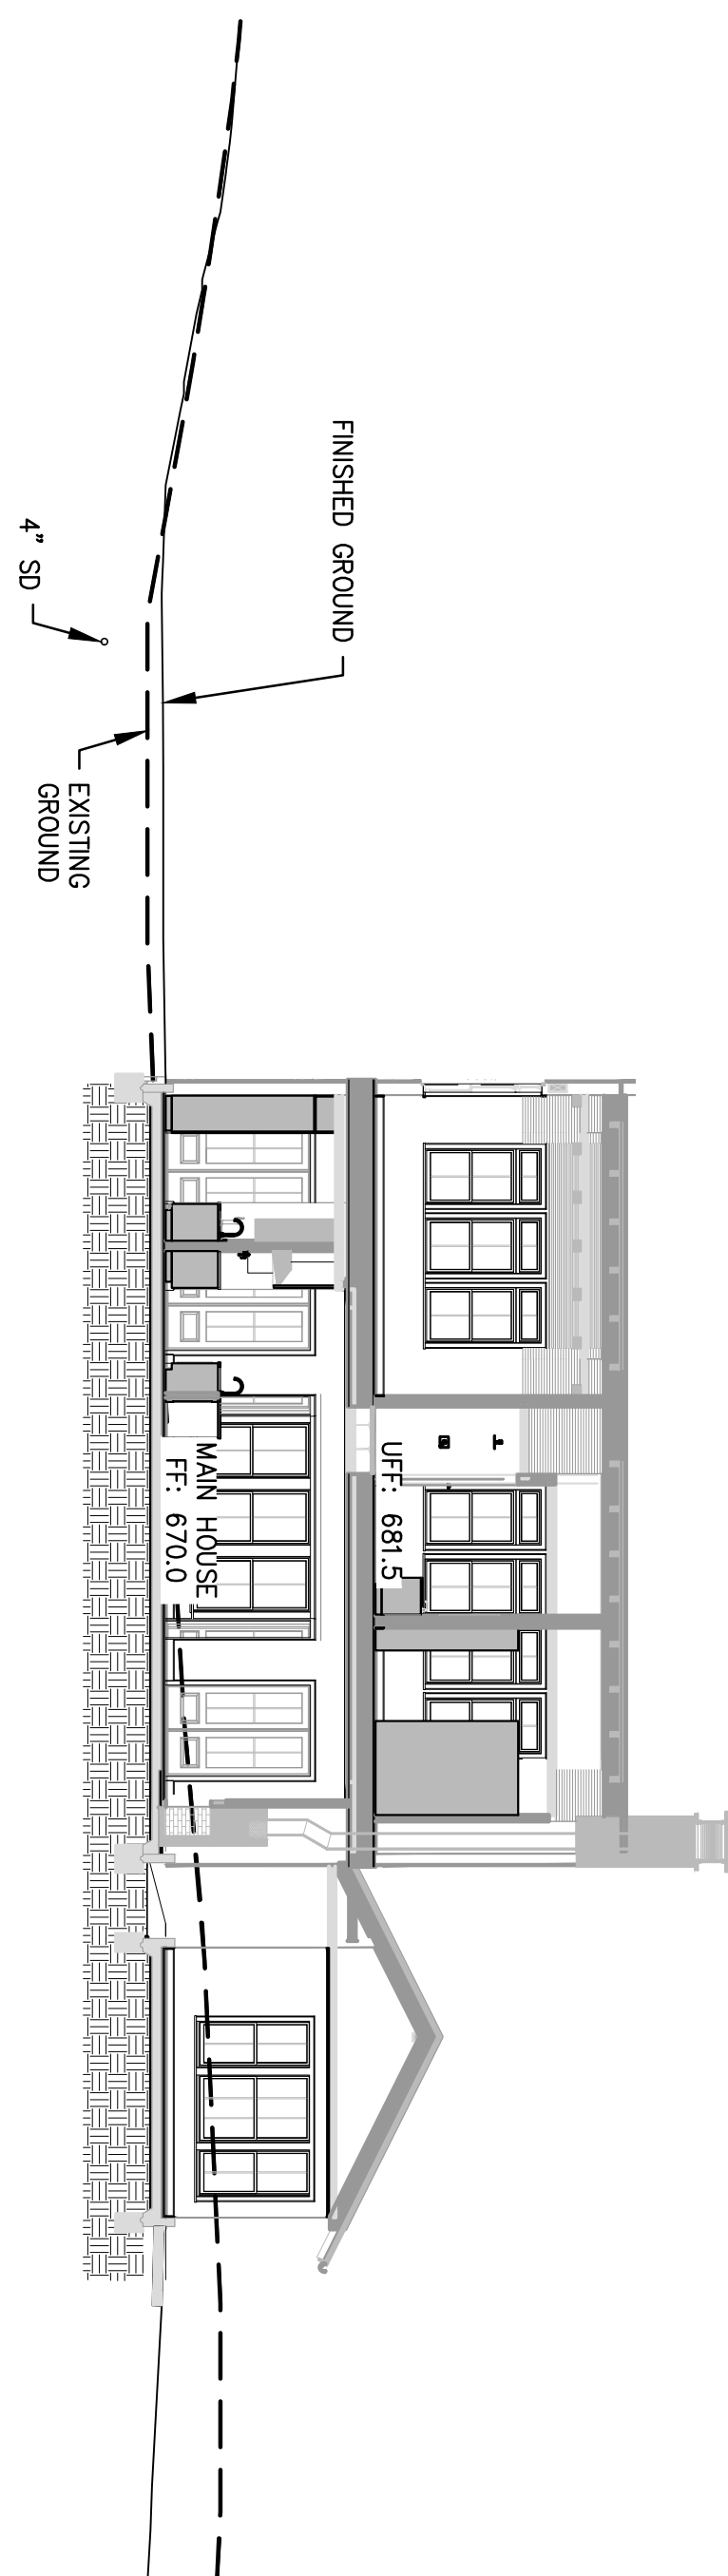 FINISHED GROUND
4" SD
EXISTING
GROUND
UFF: 681.5
MAIN HOUSE
FF: 670.0